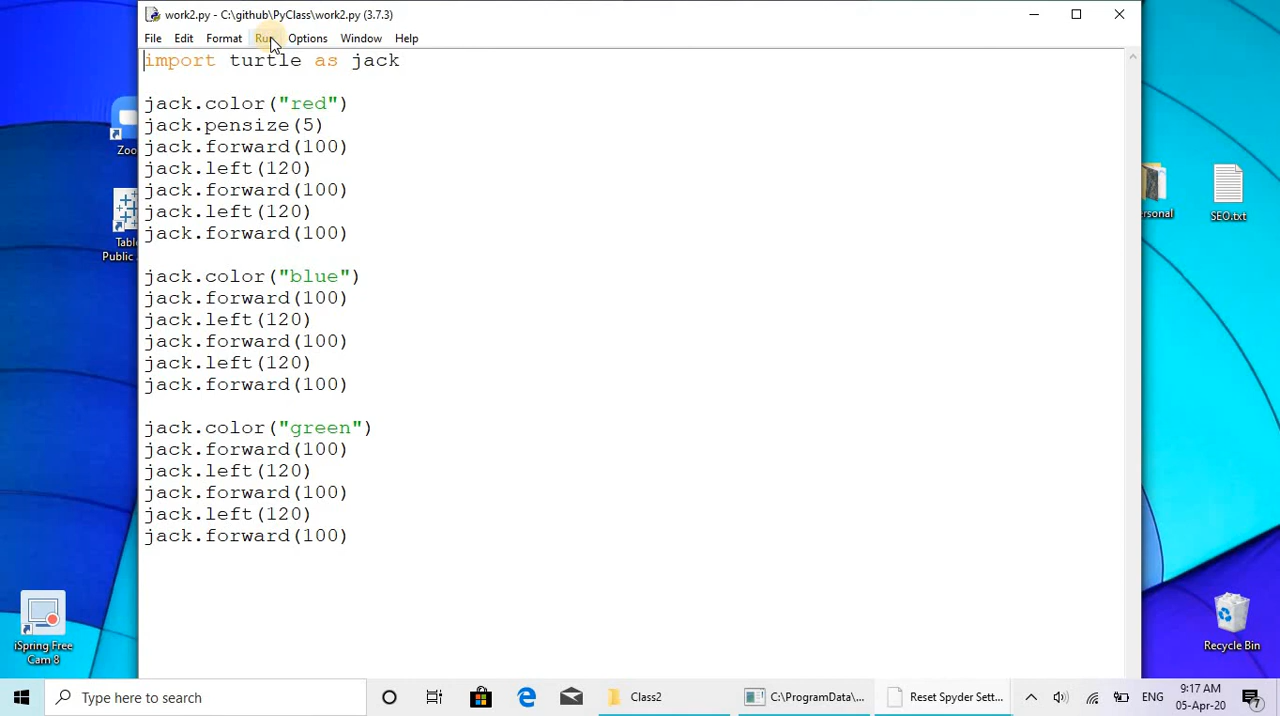 work2.py - C:\github\PyClass\work2.py (3.7.3)
File Edit Format Run Options Window Help
import turtle as jack
jack.color("red")
jack.pensize(5)
jack.forward(100)
jack.left(120)
jack.forward(100)
jack.left(120)
jack.forward(100)
jack.color("blue")
jack.forward(100)
jack.left(120)
jack.forward(100)
jack.left(120)
jack.forward(100)
jack.color("green")
jack.forward(100)
jack.left(120)
jack.forward(100)
jack.left(120)
jack.forward(100)
Zoo
Tabl
Public
ersonal
SEO.txt
iSpring Free
Cam 8
Recycle Bin
Type here to search
Class2
C:\ProgramData\...
Reset Spyder Sett...
ENG
9:17 AM
05-Apr-20
7